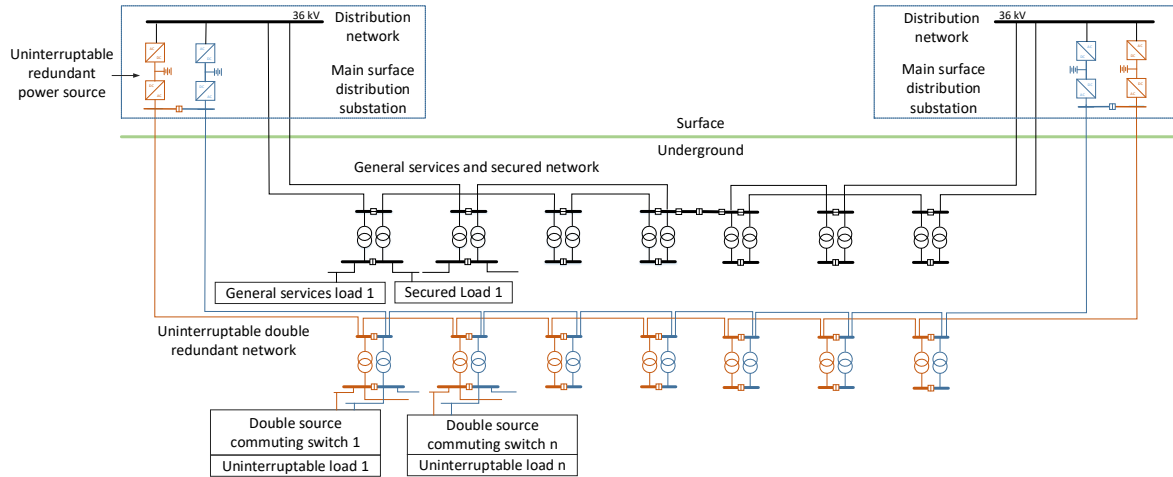 36 kV
Distribution
network
Uninterruptable
redundant
power source
Main surface
distribution
substation
36 kV
Distribution
network
Main surface
distribution
substation
Surface
Underground
General services and secured network
General services load 1
Secured Load 1
Uninterruptable double
redundant network
Double source
commuting switch 1
Uninterruptable load 1
Double source
commuting switch n
Uninterruptable load n